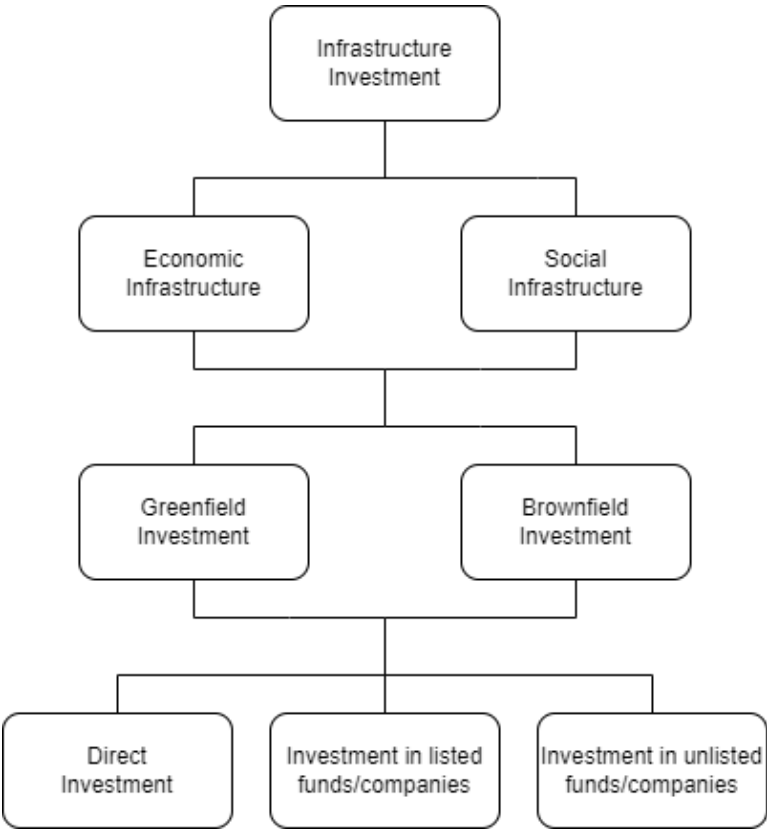 Infrastructure
Investment
Economic
Infrastructure
Social
Infrastructure
Greenfield
Investment
Brownfield
Investment
Direct
Investment
Investment in listed
funds/companies
Investment in unlisted
funds/companies